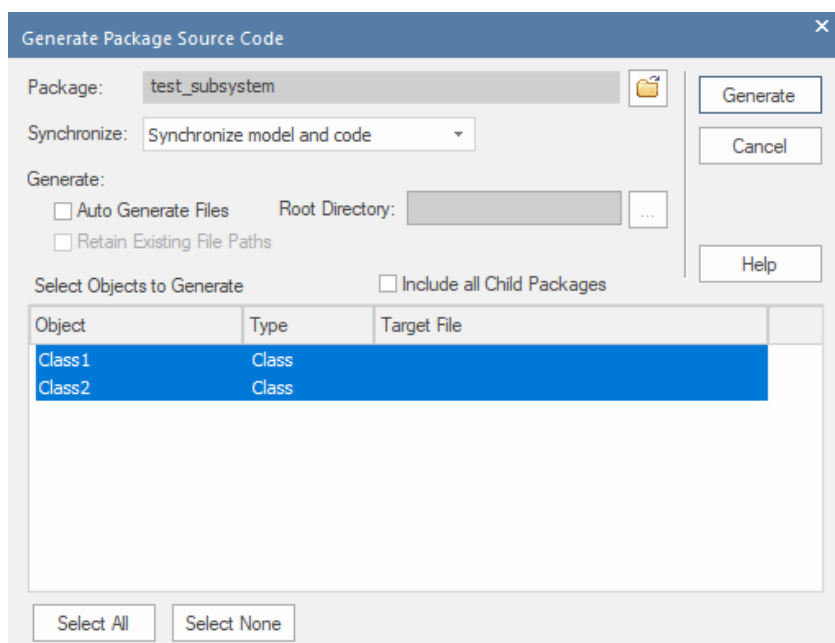 Generate Package Source Code
Package: test_subsystem
Generate
Synchronize: Synchronize model and code
Cancel
Generate:
Auto Generate Files Root Directory: ...
Retain Existing File Paths
Help
Select Objects to Generate Include all Child Packages
Object Type Target File
Class1 Class
Class2 Class
Select All Select None